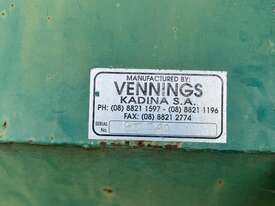 MANUFACTURED BY:
VENNINGS
KADINA S.A.
PH: (08) 8821 1597 - (08) 8821 1196
FAX: (08) 8821 2774
SERIAL
No.